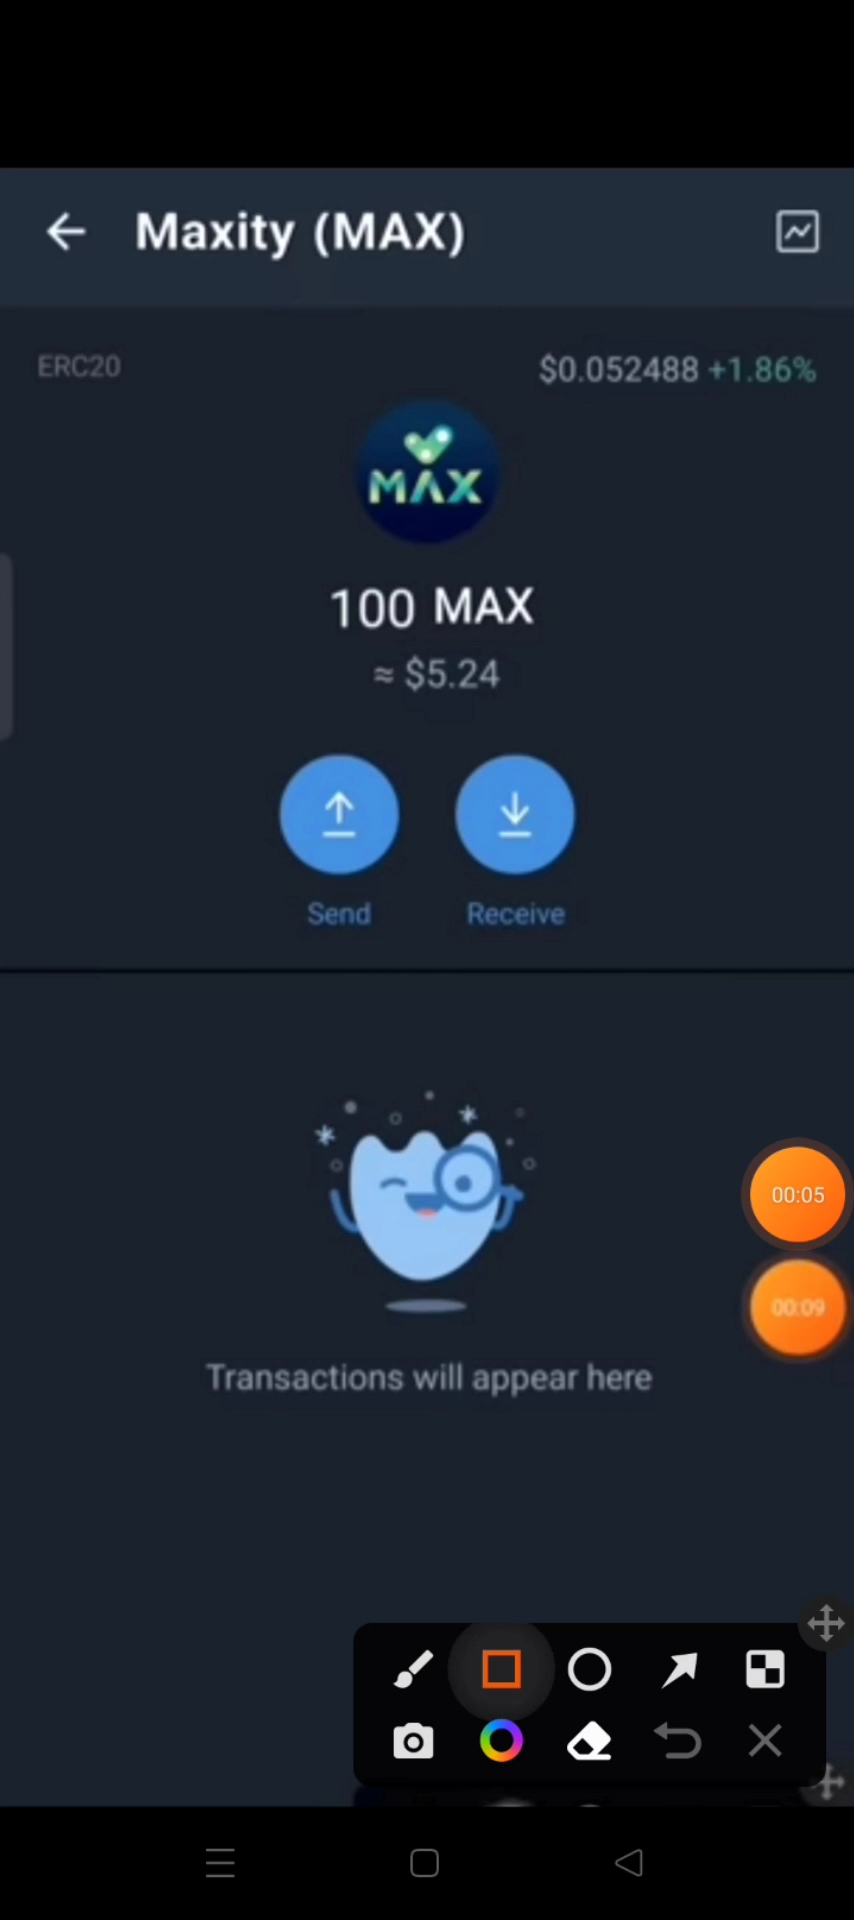 Maxity (MAX)
ERC20
$0.052488 +1.86%
MAX
100 MAX
≈ $5.24
Send
Receive
00:05
00:09
Transactions will appear here